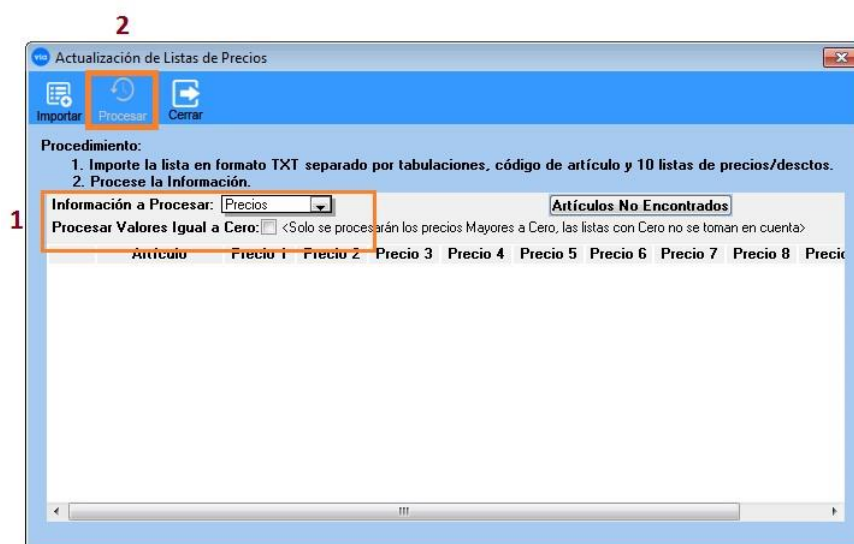 2
via Actualización de Listas de Precios
Importar Procesar Cerrar
Procedimiento:
1. Importe la lista en formato TXT separado por tabulaciones, código de artículo y 10 listas de precios/desctos.
2. Procese la Información.
1
Información a Procesar: Precios Artículos No Encontrados
Procesar Valores Igual a Cero: <Solo se procesarán los precios Mayores a Cero, las listas con Cero no se toman en cuenta>
Artículo Precio 1 Precio 2 Precio 3 Precio 4 Precio 5 Precio 6 Precio 7 Precio 8 Precio